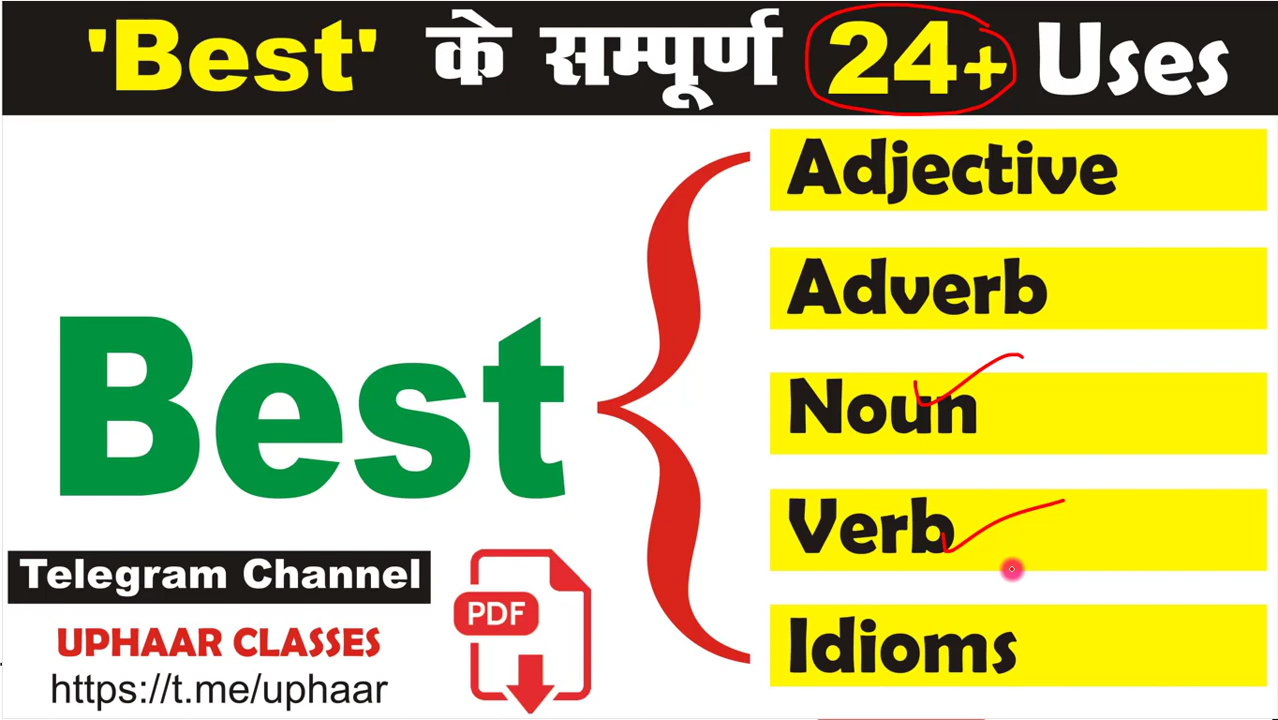 'Best' के सम्पूर्ण 24+ Uses
Adjective
Adverb
Noun
Verb
Idioms
Best
Telegram Channel
UPHAAR CLASSES
https://t.me/uphaar
PDF